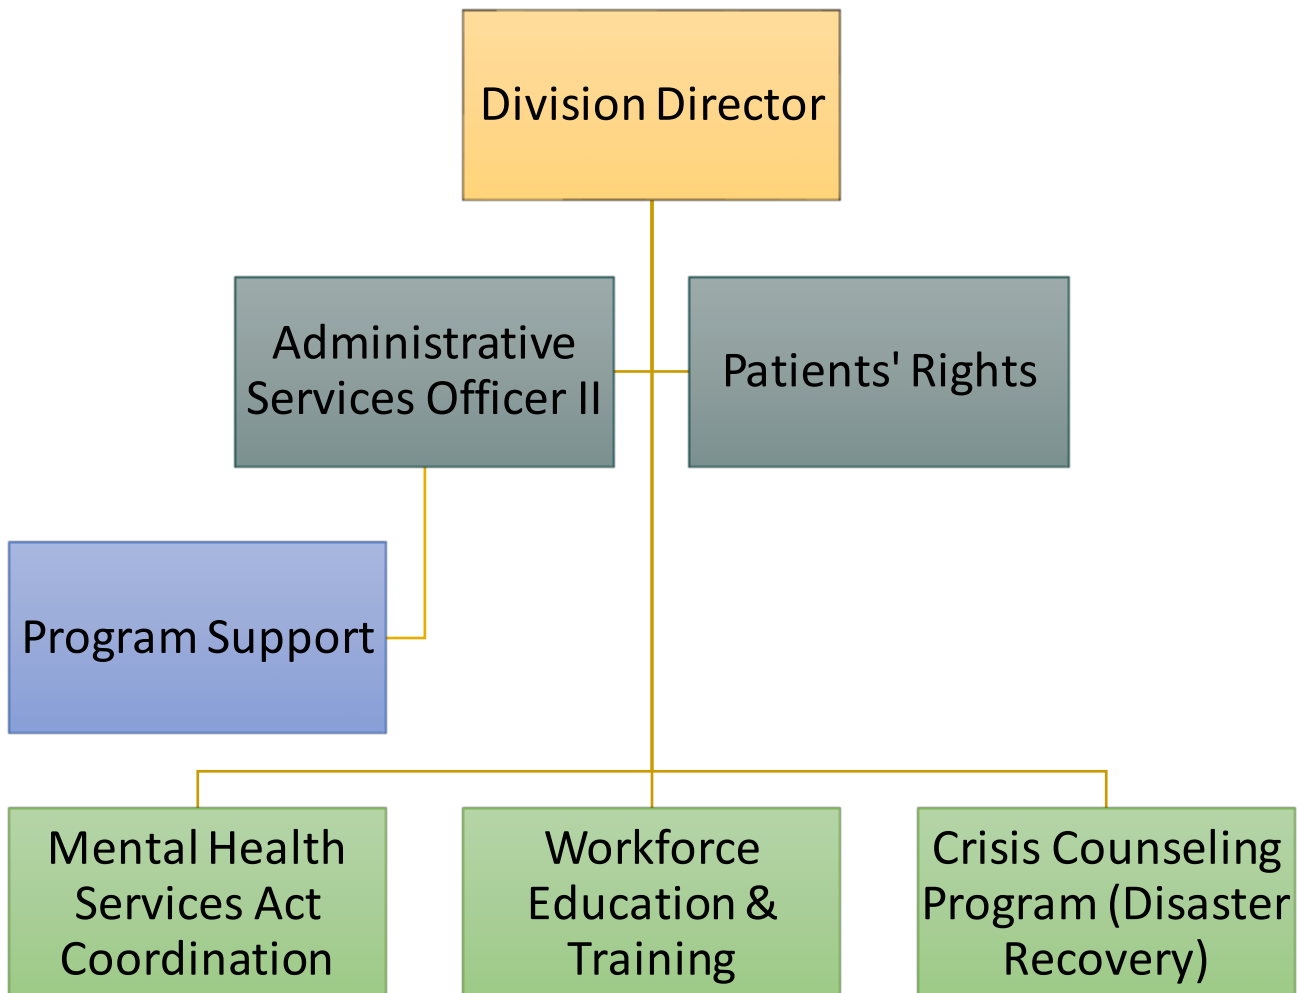 Division Director
Administrative
Services Officer II
Patients' Rights
Program Support
Mental Health
Services Act
Coordination
Workforce
Education &
Training
Crisis Counseling
Program (Disaster
Recovery)